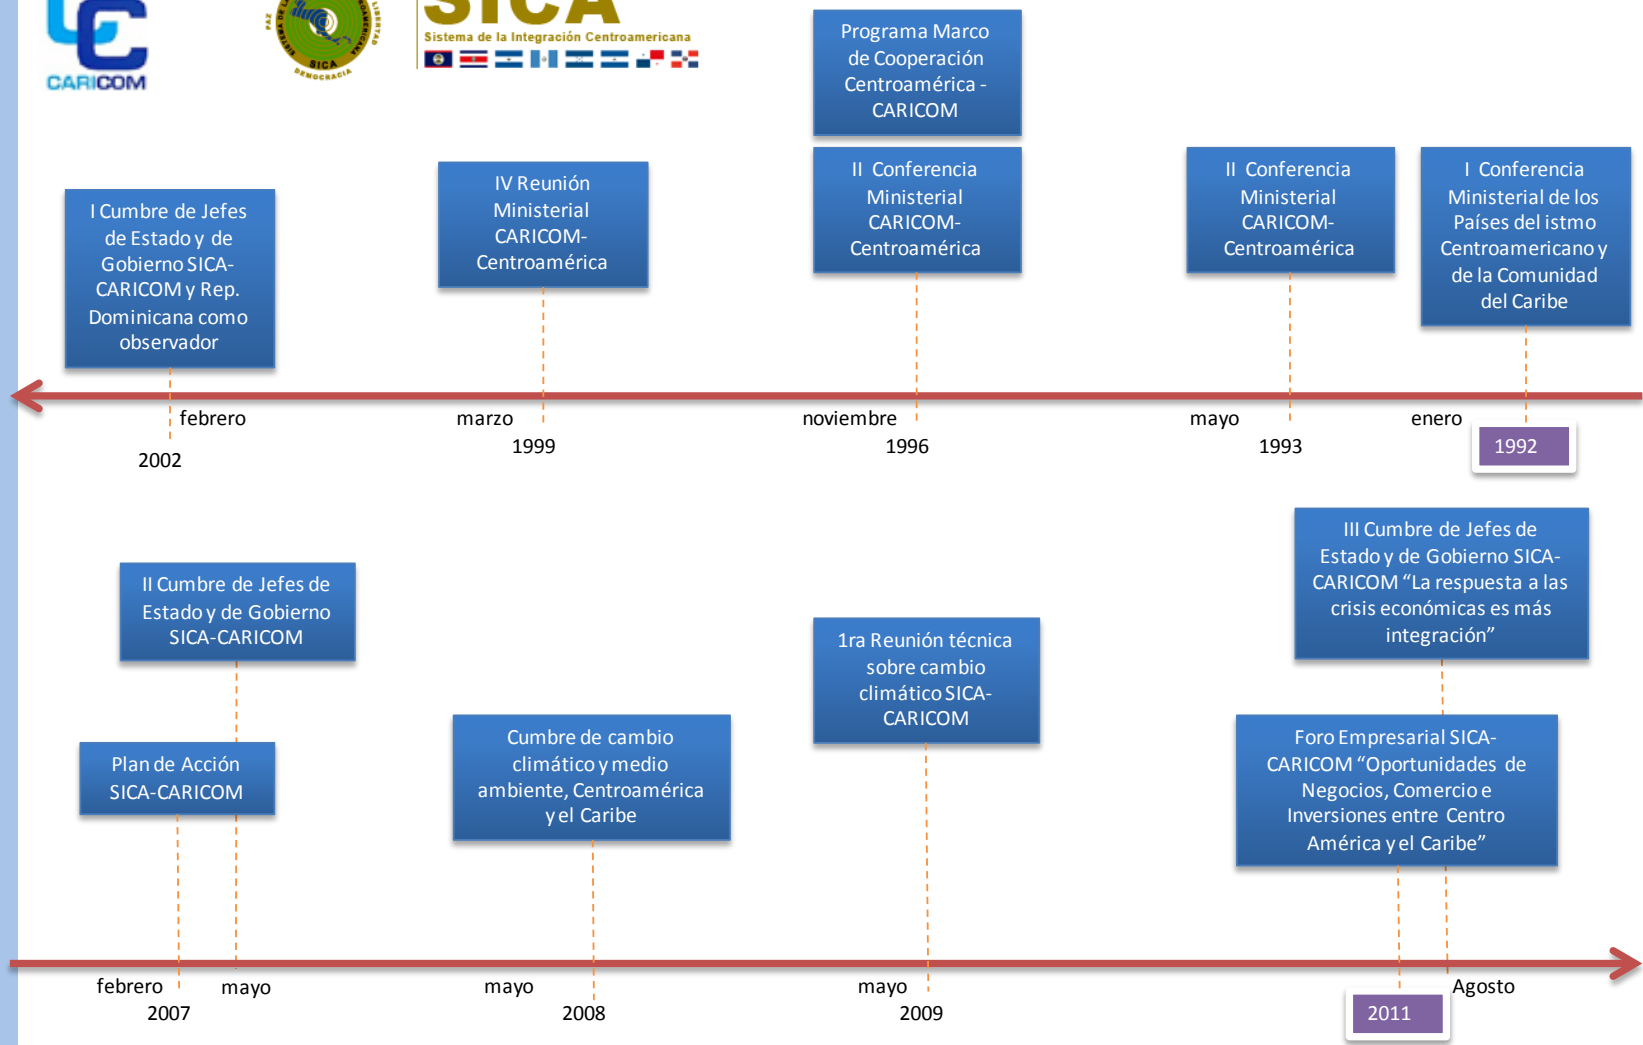 CARICOM
PAZ
LIBERTAD
SICA
DEMOCRACIA
SICA
Sistema de la Integración Centroamericana
Programa Marco
de Cooperación
Centroamérica -
CARICOM
I Cumbre de Jefes
de Estado y de
Gobierno SICA-
CARICOM y Rep.
Dominicana como
observador
IV Reunión
Ministerial
CARICOM-
Centroamérica
II Conferencia
Ministerial
CARICOM-
Centroamérica
II Conferencia
Ministerial
CARICOM-
Centroamérica
I Conferencia
Ministerial de los
Países del istmo
Centroamericano y
de la Comunidad
del Caribe
febrero
2002
marzo
1999
noviembre
1996
mayo
1993
enero
1992
II Cumbre de Jefes de
Estado y de Gobierno
SICA-CARICOM
Plan de Acción
SICA-CARICOM
Cumbre de cambio
climático y medio
ambiente, Centroamérica
y el Caribe
1ra Reunión técnica
sobre cambio
climático SICA-
CARICOM
III Cumbre de Jefes de
Estado y de Gobierno SICA-
CARICOM “La respuesta a las
crisis económicas es más
integración”
Foro Empresarial SICA-
CARICOM “Oportunidades de
Negocios, Comercio e
Inversiones entre Centro
América y el Caribe”
febrero
mayo
2007
mayo
2008
mayo
2009
2011
Agosto